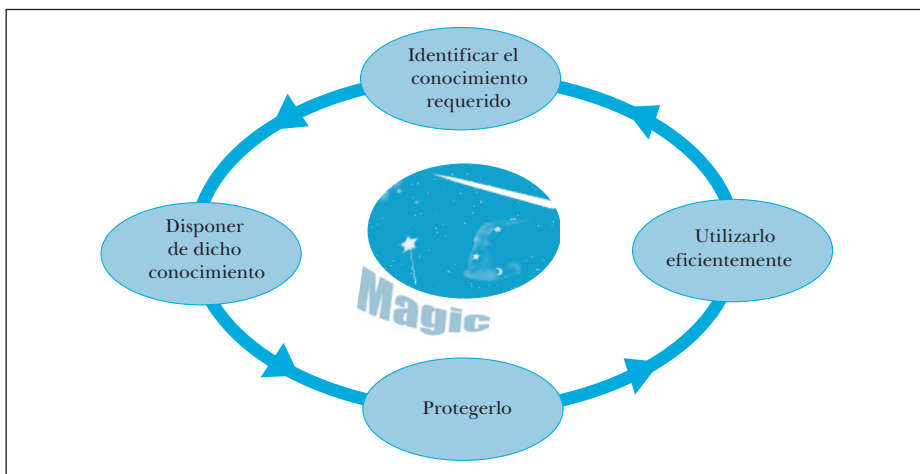 Identificar el
conocimiento
requerido
Disponer
de dicho
conocimiento
Utilizarlo
eficientemente
Magic
Protegerlo